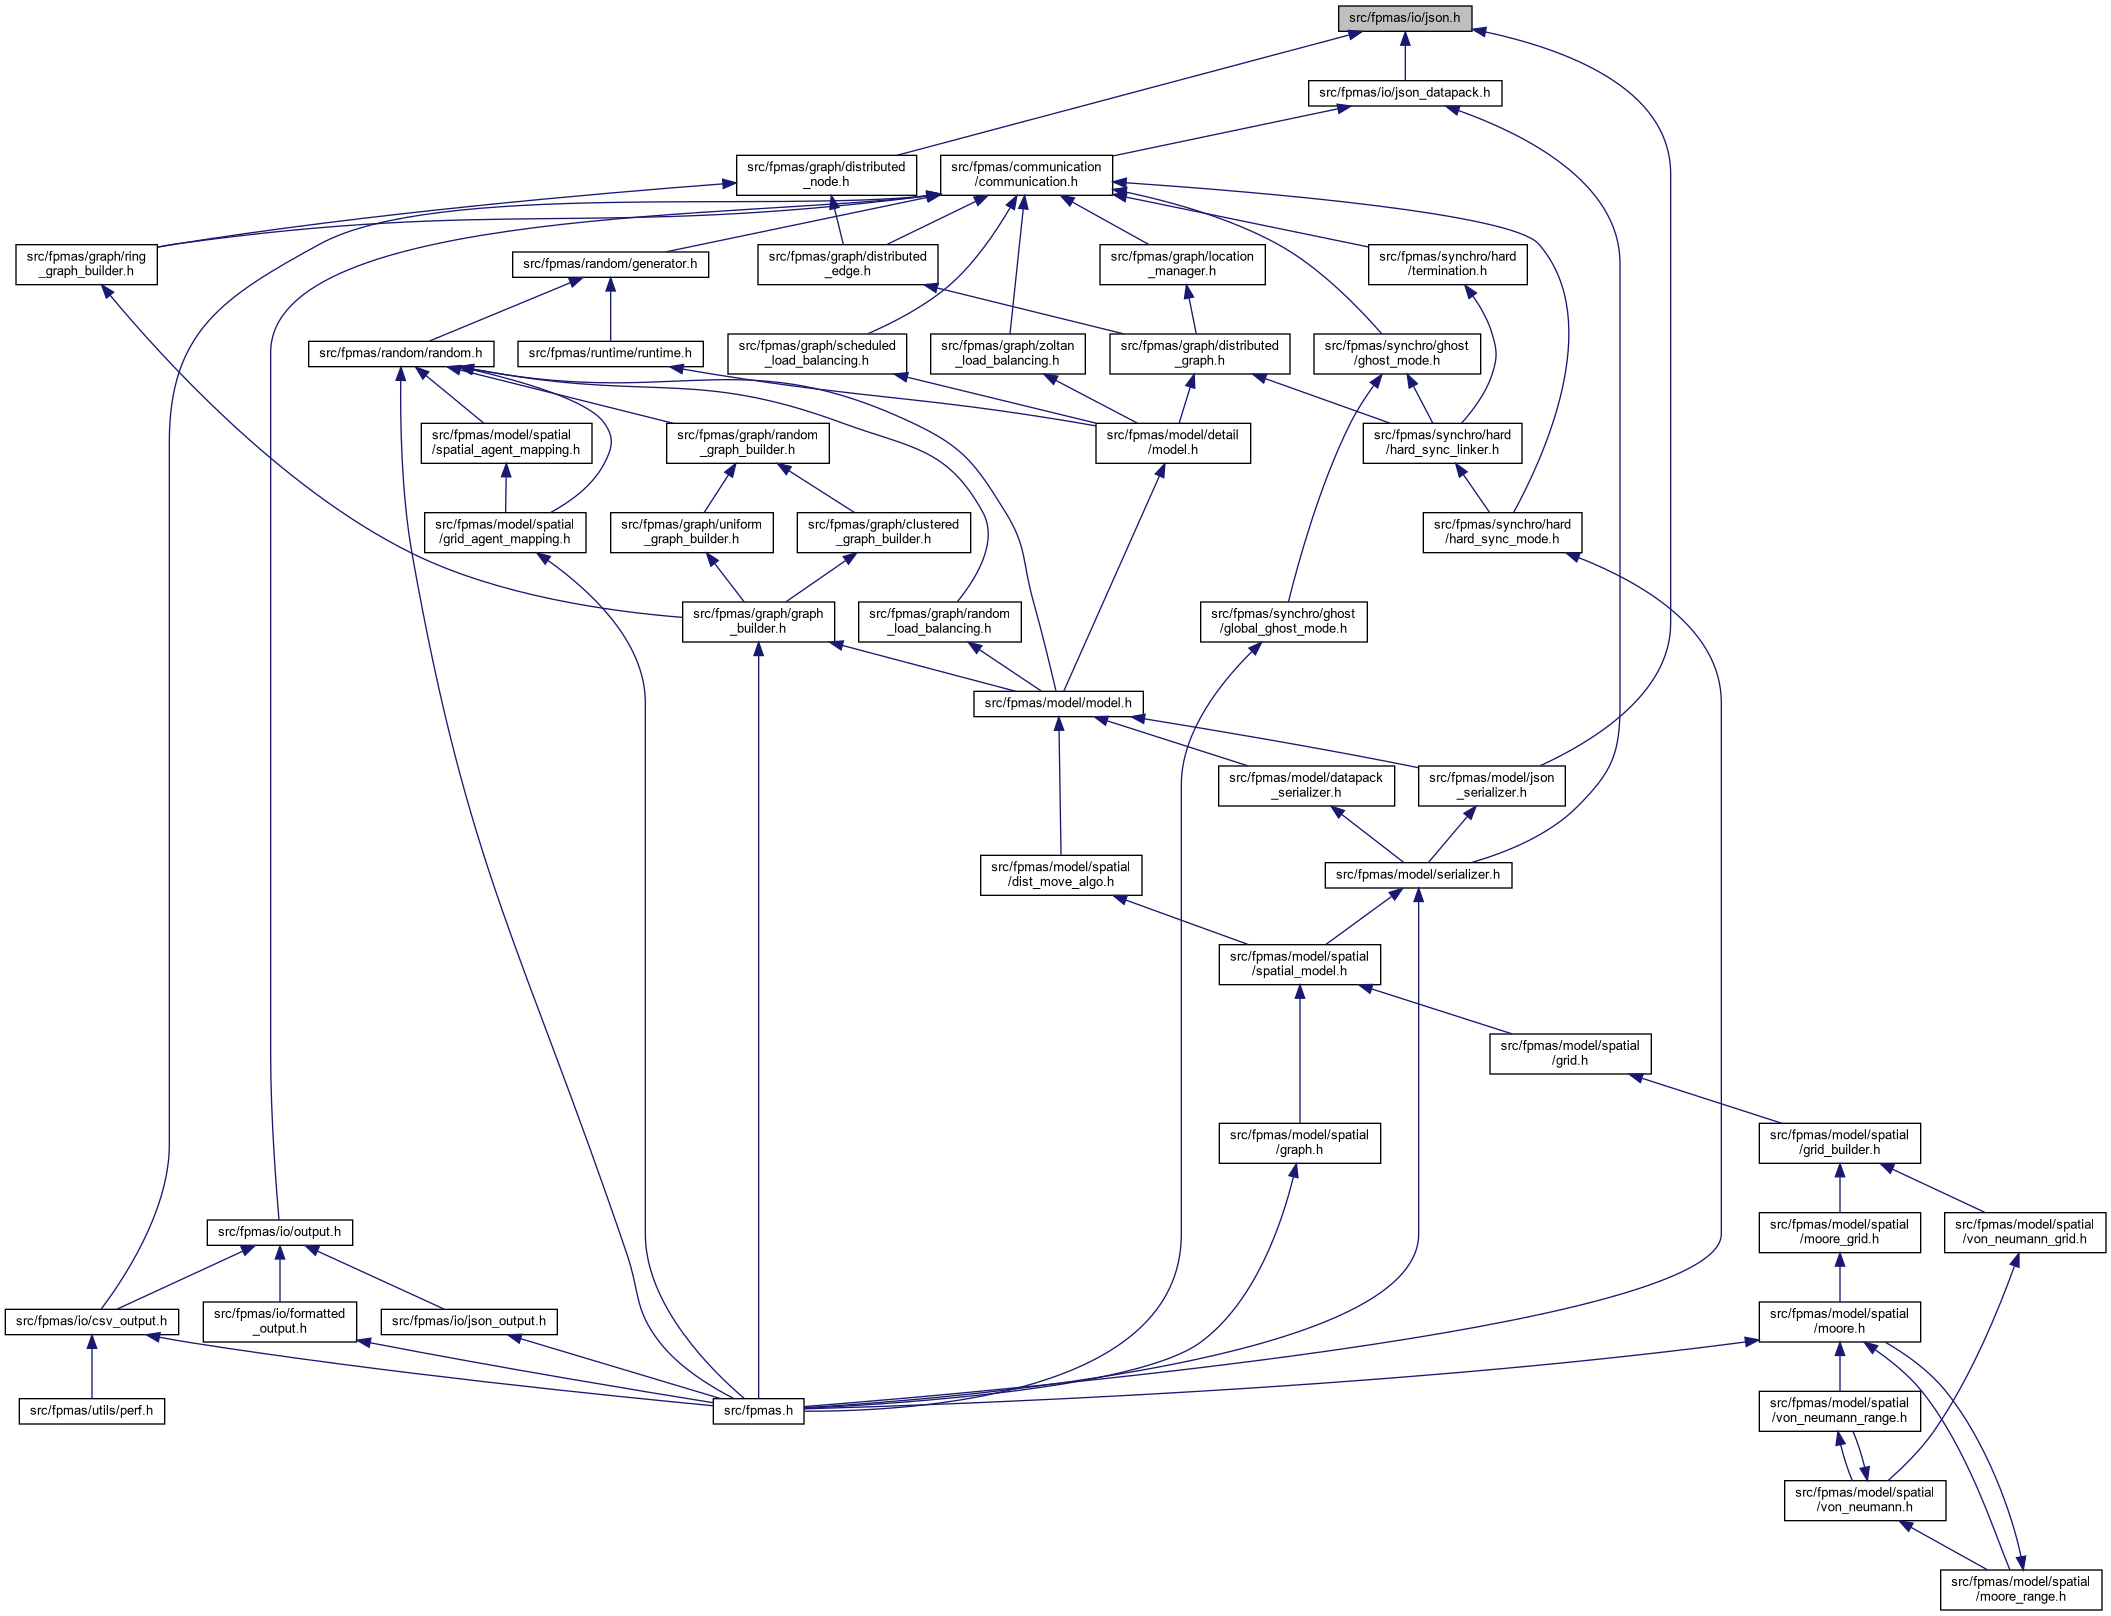 src/fpmas/io/json.h
src/fpmas/io/json_datapack.h
src/fpmas/graph/distributed
_node.h
src/fpmas/communication
/communication.h
src/fpmas/graph/ring
_graph_builder.h
src/fpmas/random/generator.h
src/fpmas/graph/distributed
_edge.h
src/fpmas/graph/location
_manager.h
src/fpmas/synchro/hard
/termination.h
src/fpmas/random/random.h
src/fpmas/runtime/runtime.h
src/fpmas/graph/scheduled
_load_balancing.h
src/fpmas/graph/zoltan
_load_balancing.h
src/fpmas/graph/distributed
_graph.h
src/fpmas/synchro/ghost
/ghost_mode.h
src/fpmas/model/spatial
/spatial_agent_mapping.h
src/fpmas/graph/random
_graph_builder.h
src/fpmas/model/detail
/model.h
src/fpmas/synchro/hard
/hard_sync_linker.h
src/fpmas/model/spatial
/grid_agent_mapping.h
src/fpmas/graph/uniform
_graph_builder.h
src/fpmas/graph/clustered
_graph_builder.h
src/fpmas/synchro/hard
/hard_sync_mode.h
src/fpmas/graph/graph
_builder.h
src/fpmas/graph/random
_load_balancing.h
src/fpmas/synchro/ghost
/global_ghost_mode.h
src/fpmas/model/model.h
src/fpmas/model/datapack
_serializer.h
src/fpmas/model/json
_serializer.h
src/fpmas/model/spatial
/dist_move_algo.h
src/fpmas/model/serializer.h
src/fpmas/model/spatial
/spatial_model.h
src/fpmas/model/spatial
/grid.h
src/fpmas/model/spatial
/graph.h
src/fpmas/model/spatial
/grid_builder.h
src/fpmas/io/output.h
src/fpmas/model/spatial
/moore_grid.h
src/fpmas/model/spatial
/von_neumann_grid.h
src/fpmas/io/csv_output.h
src/fpmas/io/formatted
_output.h
src/fpmas/io/json_output.h
src/fpmas/model/spatial
/moore.h
src/fpmas/utils/perf.h
src/fpmas.h
src/fpmas/model/spatial
/von_neumann_range.h
src/fpmas/model/spatial
/von_neumann.h
src/fpmas/model/spatial
/moore_range.h